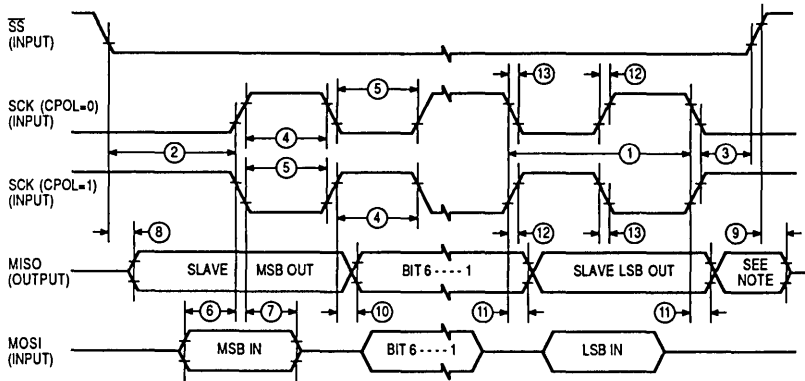 SS
(INPUT)
13
12
5
SCK (CPOL=0)
(INPUT)
4
2
5
1
3
SCK (CPOL=1)
(INPUT)
4
8
12
13
9
MISO
(OUTPUT)
SLAVE MSB OUT
BIT 6 - - - - 1
SLAVE LSB OUT
SEE
NOTE
6
7
10
11
11
MOSI
(INPUT)
MSB IN
BIT 6 - - - - 1
LSB IN